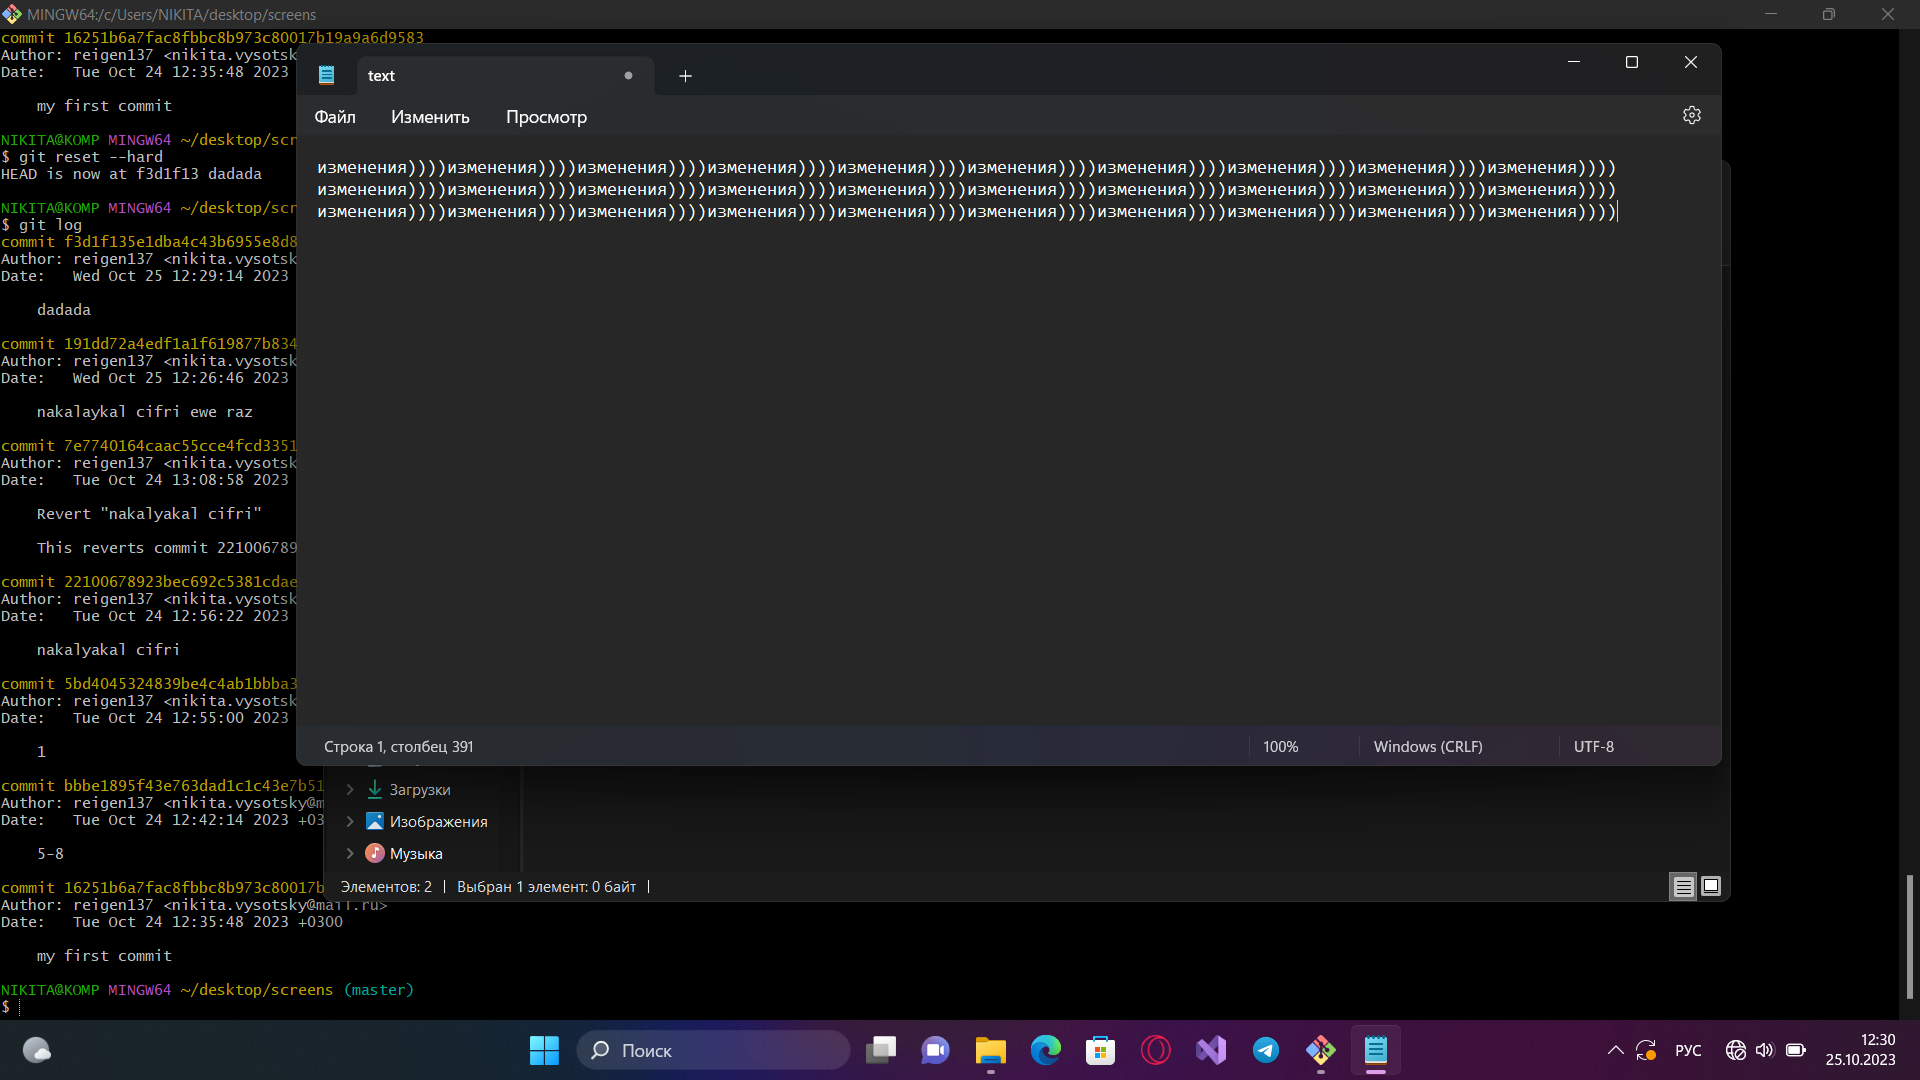 MINGW64:/c/Users/NIKITA/desktop/screens
commit 16251b6a7fac8fbbc8b973c80017b19a9a6d9583
Author: reigen137 <nikita.vysotsk
Date:   Tue Oct 24 12:35:48 2023
my first commit
NIKITA@KOMP MINGW64 ~/desktop/scr
$ git reset --hard
HEAD is now at f3d1f13 dadada
NIKITA@KOMP MINGW64 ~/desktop/scr
$ git log
commit f3d1f135e1dba4c43b6955e8d8
Author: reigen137 <nikita.vysotsk
Date:   Wed Oct 25 12:29:14 2023
dadada
commit 191dd72a4edf1a1f619877b834
Author: reigen137 <nikita.vysotsk
Date:   Wed Oct 25 12:26:46 2023
nakalaykal cifri ewe raz
commit 7e7740164caac55cce4fcd3351
Author: reigen137 <nikita.vysotsk
Date:   Tue Oct 24 13:08:58 2023
Revert "nakalyakal cifri"
This reverts commit 221006789
commit 22100678923bec692c5381cdae
Author: reigen137 <nikita.vysotsk
Date:   Tue Oct 24 12:56:22 2023
nakalyakal cifri
commit 5bd4045324839be4c4ab1bbba3
Author: reigen137 <nikita.vysotsk
Date:   Tue Oct 24 12:55:00 2023
1
commit bbbe1895f43e763dad1c1c43e7b51
Author: reigen137 <nikita.vysotsky@m
Date:   Tue Oct 24 12:42:14 2023 +03
5-8
commit 16251b6a7fac8fbbc8b973c80017b
Author: reigen137 <nikita.vysotsky@mail.ru>
Date:   Tue Oct 24 12:35:48 2023 +0300
my first commit
NIKITA@KOMP MINGW64 ~/desktop/screens (master)
$
text
Файл Изменить Просмотр
изменения))))изменения))))изменения))))изменения))))изменения))))изменения))))изменения))))изменения))))изменения))))изменения))))
изменения))))изменения))))изменения))))изменения))))изменения))))изменения))))изменения))))изменения))))изменения))))изменения))))
изменения))))изменения))))изменения))))изменения))))изменения))))изменения))))изменения))))изменения))))изменения))))изменения))))
Строка 1, столбец 391 100% Windows (CRLF) UTF-8
Загрузки
Изображения
Музыка
Элементов: 2 Выбран 1 элемент: 0 байт
Поиск
РУС
12:30
25.10.2023